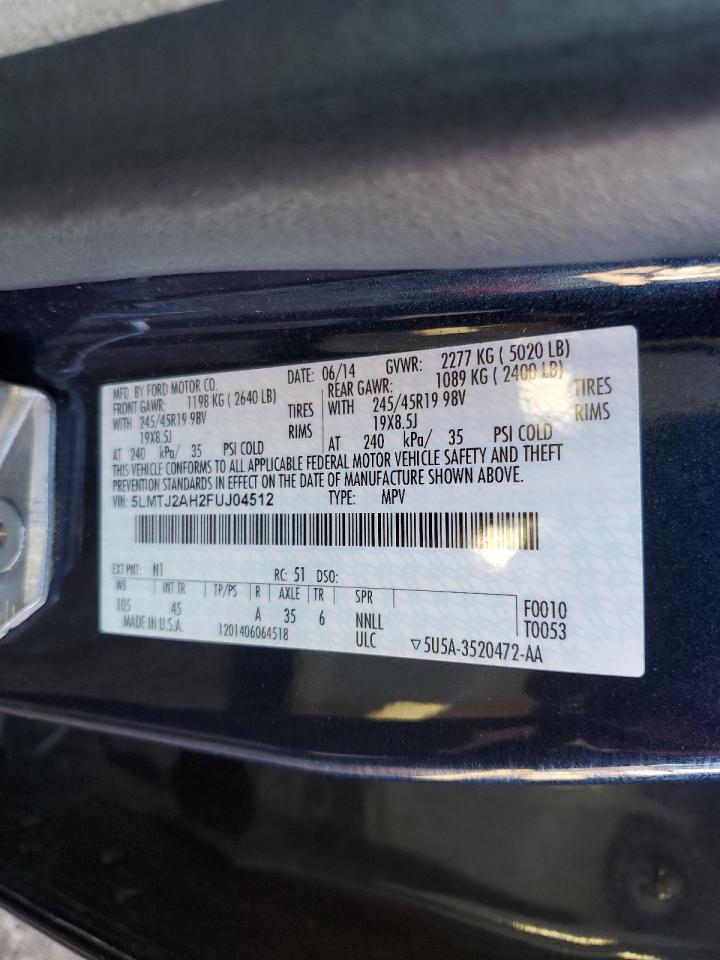 MFD. BY FORD MOTOR CO.
DATE: 06/14 GVWR: 2277 KG ( 5020 LB)
FRONT GAWR: 1198 KG ( 2640 LB) REAR GAWR: 1089 KG ( 2400 LB)
WITH 245/45R19 98V TIRES WITH 245/45R19 98V TIRES
19X8.5J RIMS 19X8.5J RIMS
AT 240 kPa/ 35 PSI COLD AT 240 kPa/ 35 PSI COLD
THIS VEHICLE CONFORMS TO ALL APPLICABLE FEDERAL MOTOR VEHICLE SAFETY AND THEFT
PREVENTION STANDARDS IN EFFECT ON THE DATE OF MANUFACTURE SHOWN ABOVE.
VIN: 5LMTJ2AH2FUJ04512 TYPE: MPV
EXT PNT: N1 RC: 51 DSO:
WB INT TR TP/PS R AXLE TR SPR
105 45 A 35 6 NNLL F0010
MADE IN U.S.A. 1201406064518 ULC ▽5U5A-3520472-AA T0053